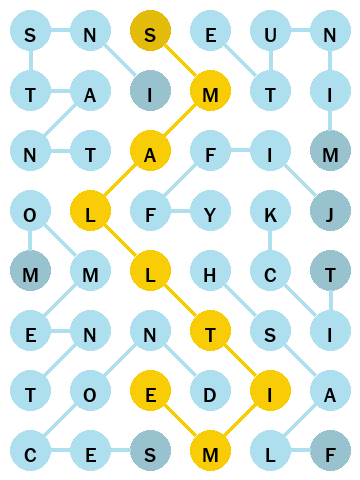 S N S E U N
T A I M T I
N T A F I M
O L F Y K J
M M L H C T
E N N T S I
T O E D I A
C E S M L F